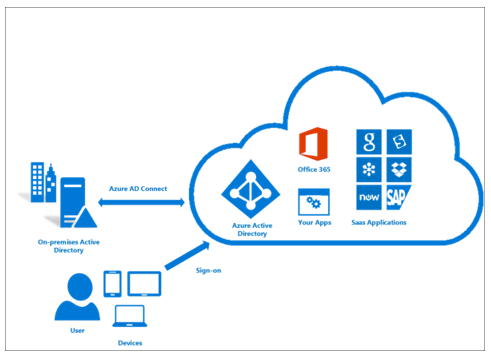 Office 365
Azure AD Connect
Azure Active
Directory
Your Apps
g
now
SAP
Saas Applications
On-premises Active
Directory
Sign-on
User
Devices